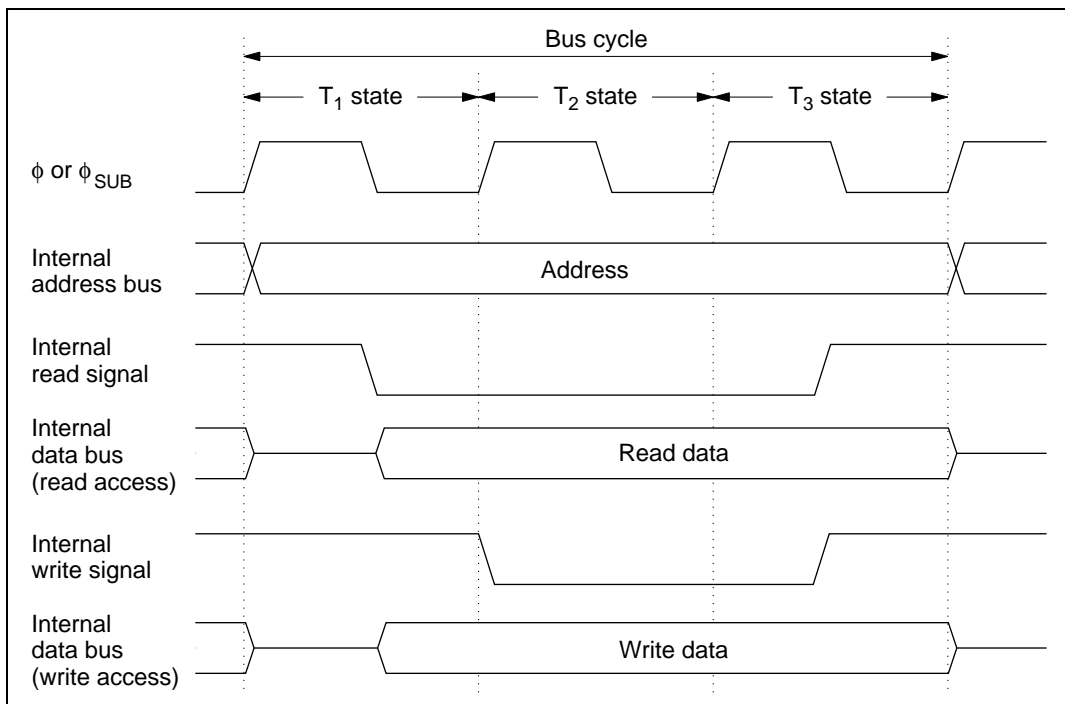 Bus cycle
T1 state T2 state T3 state
φ or φSUB
Internal
address bus
Address
Internal
read signal
Internal
data bus
(read access)
Read data
Internal
write signal
Internal
data bus
(write access)
Write data